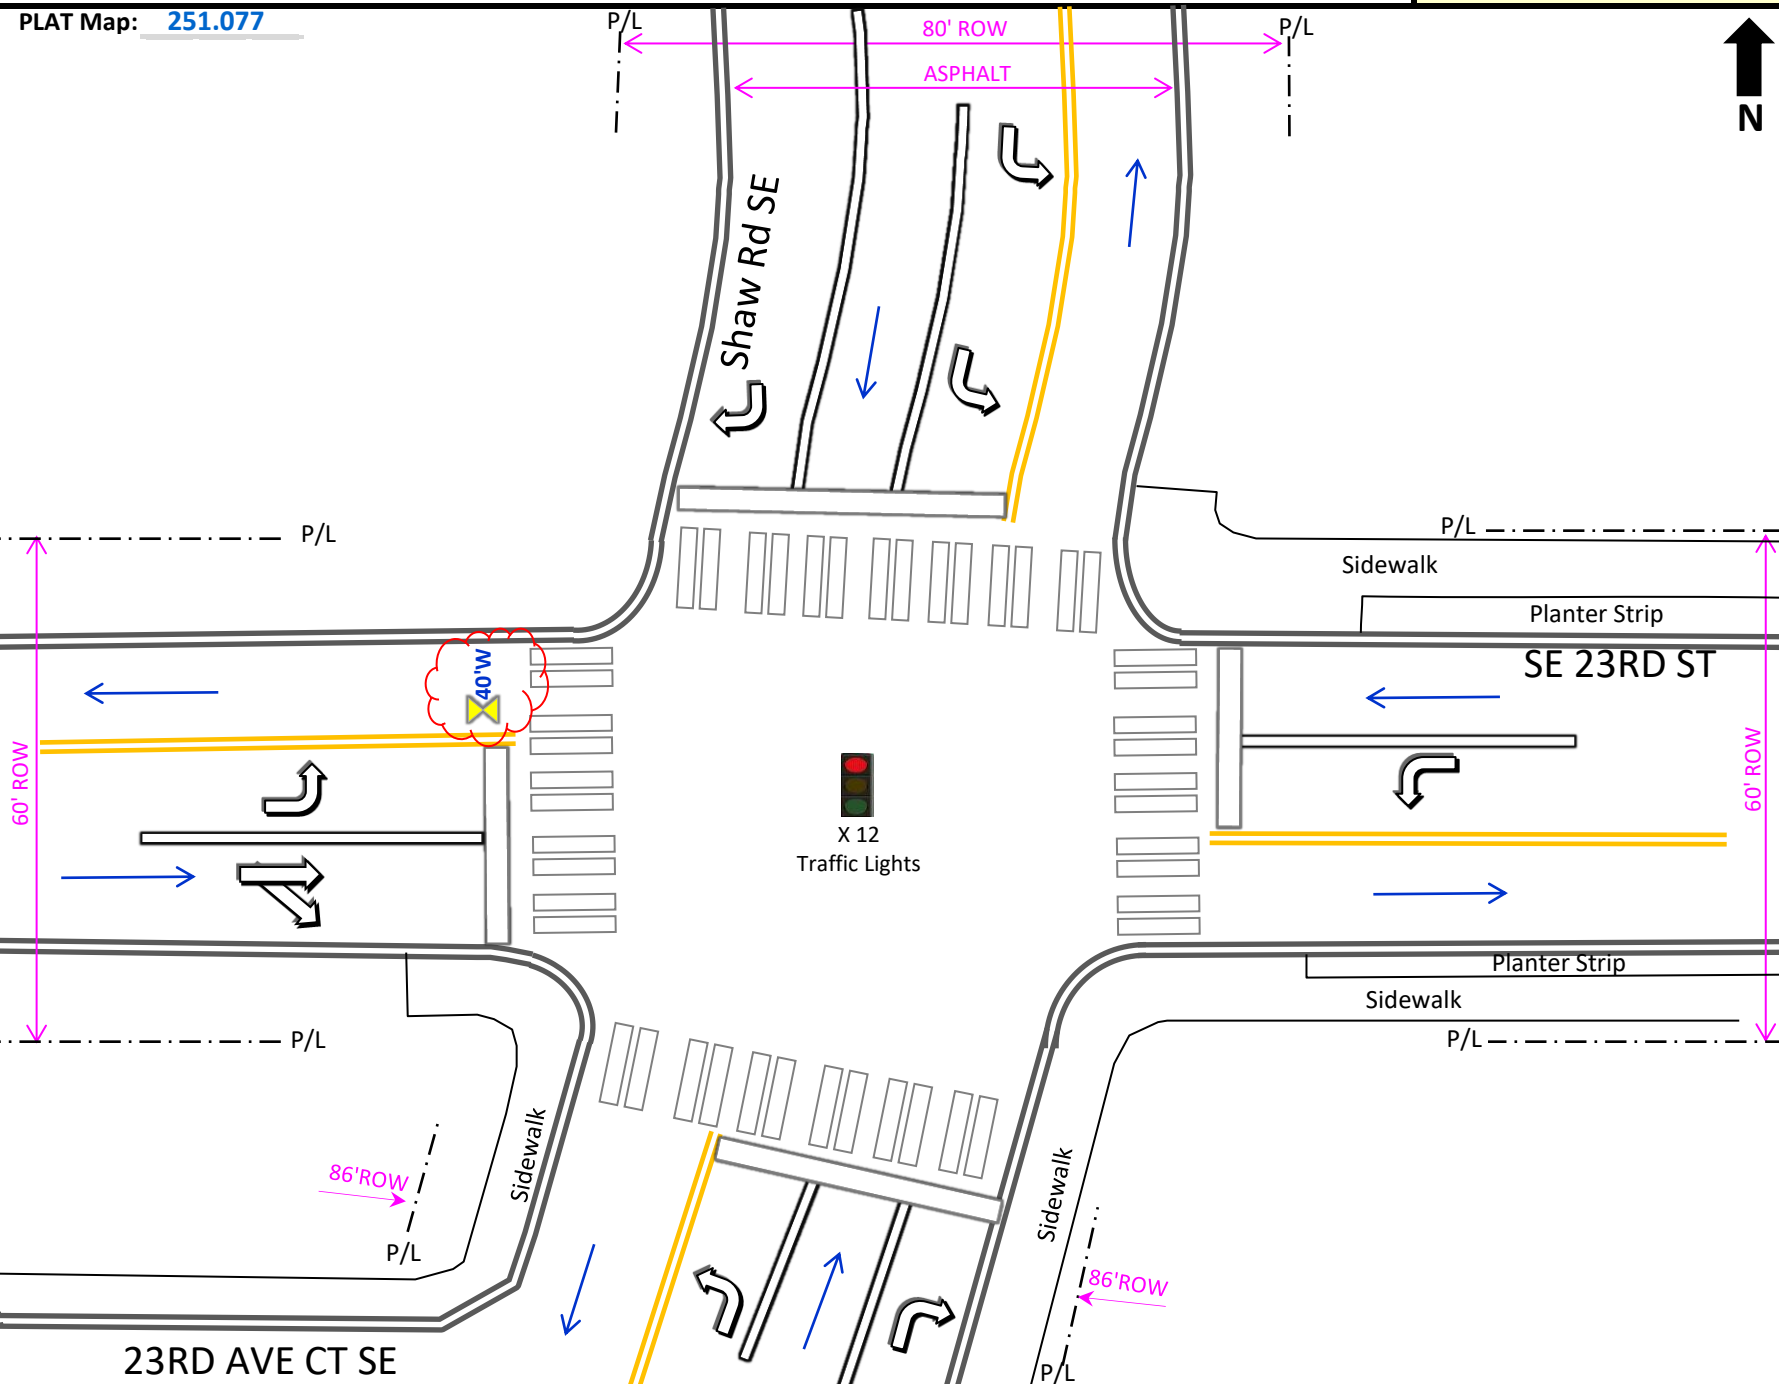 PLAT Map: 251.077
P/L
80' ROW
P/L
ASPHALT
N
Shaw Rd SE
P/L
P/L
Sidewalk
Planter Strip
40'W
SE 23RD ST
60' ROW
60' ROW
X 12
Traffic Lights
Planter Strip
Sidewalk
P/L
P/L
Sidewalk
86'ROW
P/L
Sidewalk
86'ROW
P/L
23RD AVE CT SE